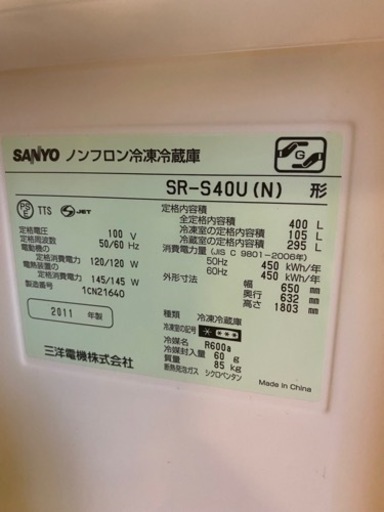 SANYO ノンフロン冷凍冷蔵庫
G
SR-S40U(N) 形
PS E TTS S JET
定格電圧 100 V
定格周波数 50/60 Hz
電動機の
定格消費電力 120/120 W
電熱装置の
定格消費電力 145/145 W
製造番号
1CN21640
2011 年製
三洋電機株式会社
定格内容積
全定格内容積 400 L
冷凍室の定格内容積 105 L
冷蔵室の定格内容積 295 L
消費電力量(JIS C 9801-2006年)
50Hz 450 kWh/年
60Hz 450 kWh/年
外形寸法 幅 650 mm
奥行 632 mm
高さ 1803 mm
種類 冷凍冷蔵庫
冷凍室の記号
冷媒名 R600a
冷媒封入量 60 g
質量 85 kg
断熱発泡ガス シクロペンタン
Made in China